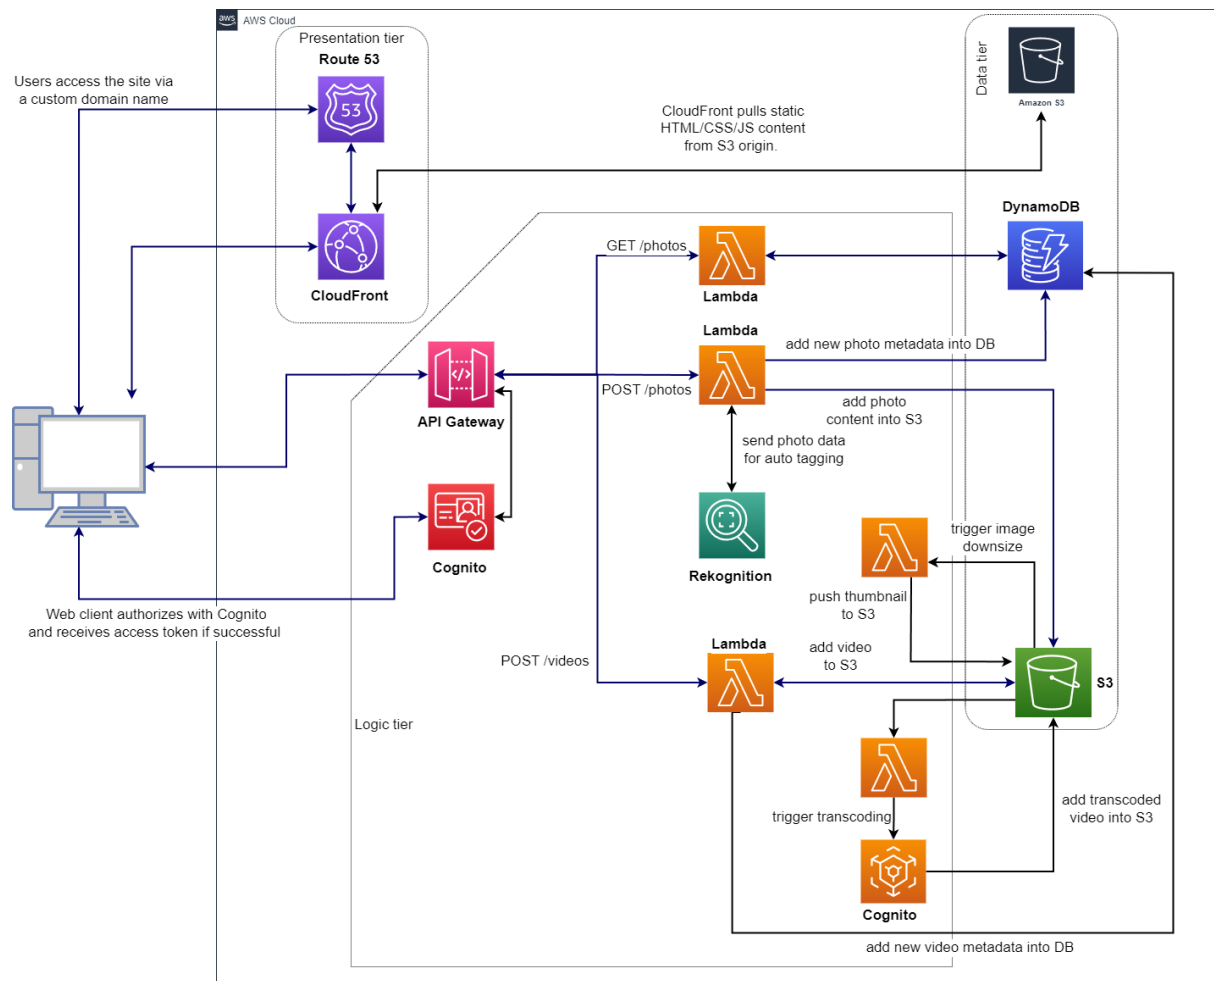 aws
AWS Cloud
Presentation tier
Route 53
53
Users access the site via
a custom domain name
CloudFront
Data tier
Amazon S3
CloudFront pulls static
HTML/CSS/JS content
from S3 origin.
DynamoDB
GET /photos
Lambda
Lambda
add new photo metadata into DB
POST /photos
add photo
content into S3
API Gateway
</>
send photo data
for auto tagging
Cognito
Rekognition
trigger image
downsize
push thumbnail
to S3
Web client authorizes with Cognito
and receives access token if successful
POST /videos
Lambda
add video
to S3
S3
Logic tier
trigger transcoding
add transcoded
video into S3
Cognito
add new video metadata into DB